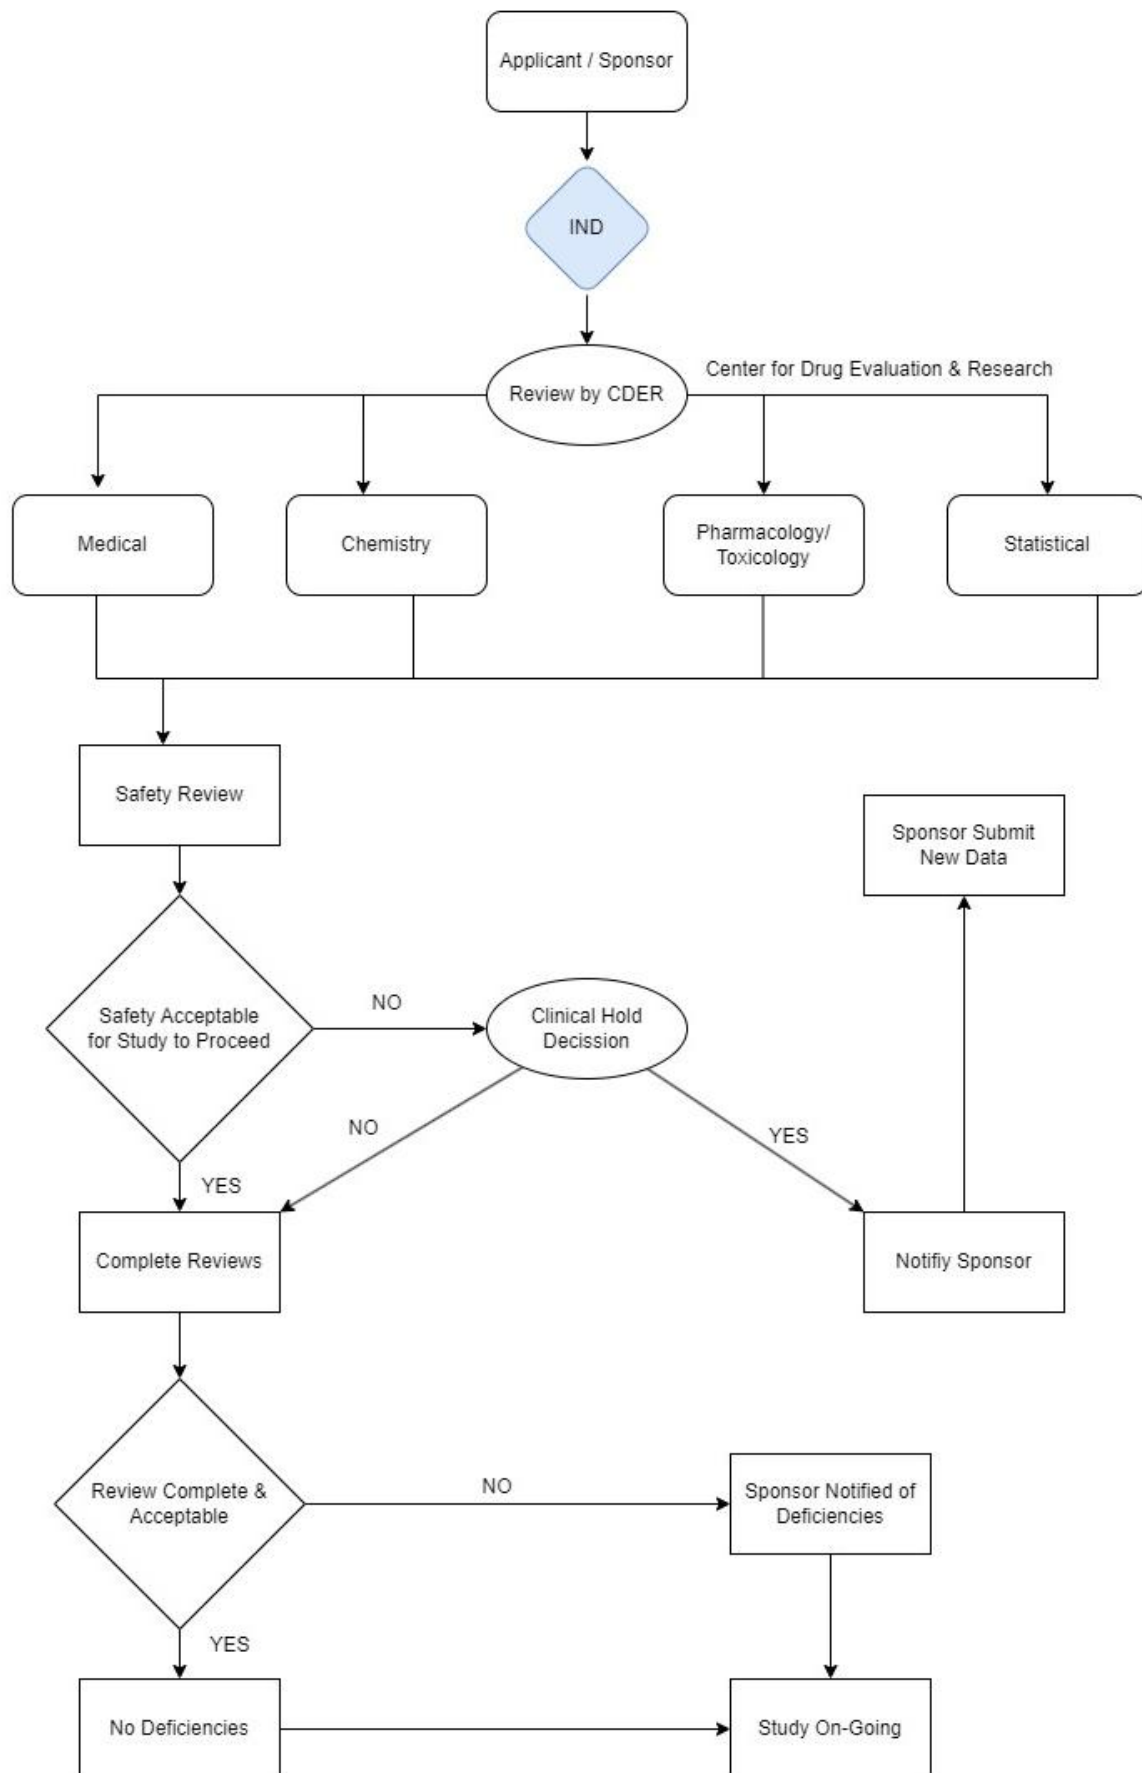 Applicant / Sponsor
IND
Center for Drug Evaluation & Research
Review by CDER
Medical
Chemistry
Pharmacology/
Toxicology
Statistical
Safety Review
Sponsor Submit
New Data
Safety Acceptable
for Study to Proceed
NO
Clinical Hold
Decission
NO
YES
YES
Complete Reviews
Notifiy Sponsor
Review Complete &
Acceptable
NO
Sponsor Notified of
Deficiencies
YES
No Deficiencies
Study On-Going